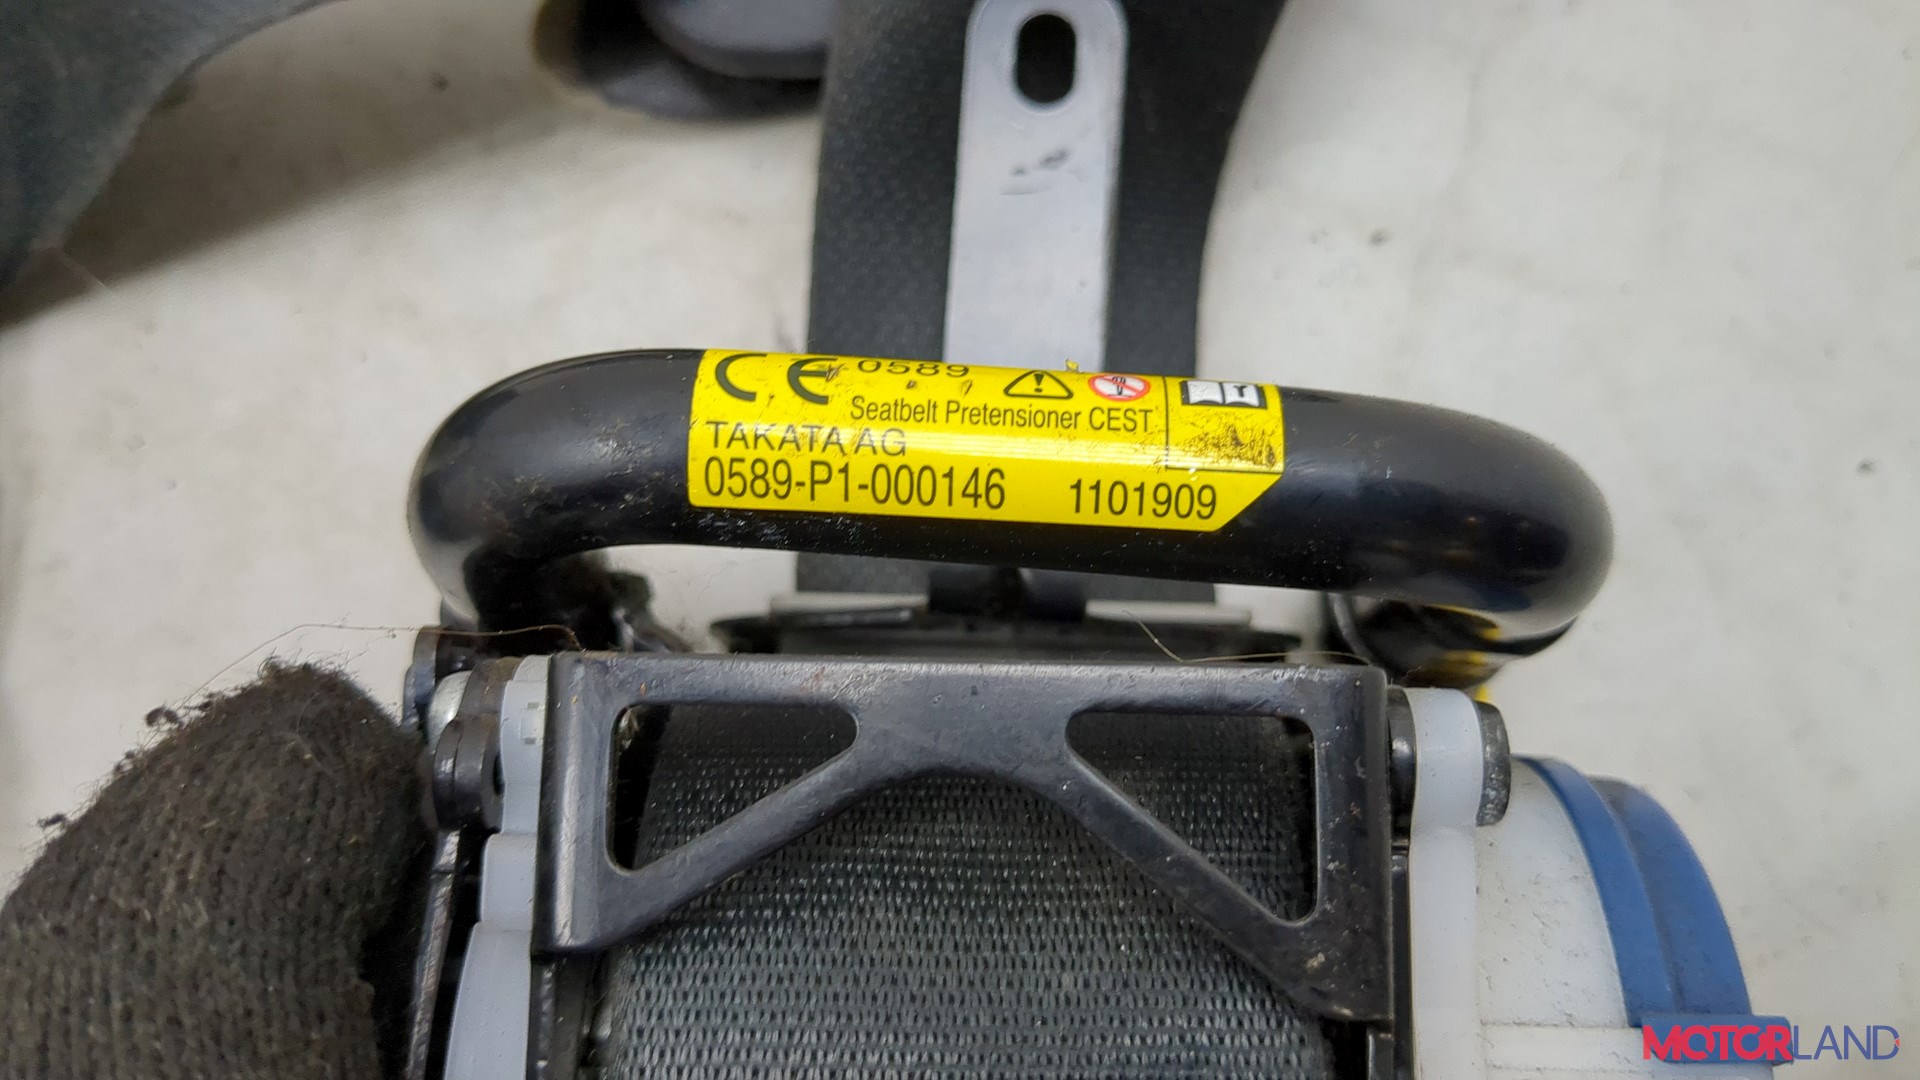 CE 0589
Seatbelt Pretensioner CEST
TAKATA AG
0589-P1-000146 1101909
MOTORLAND